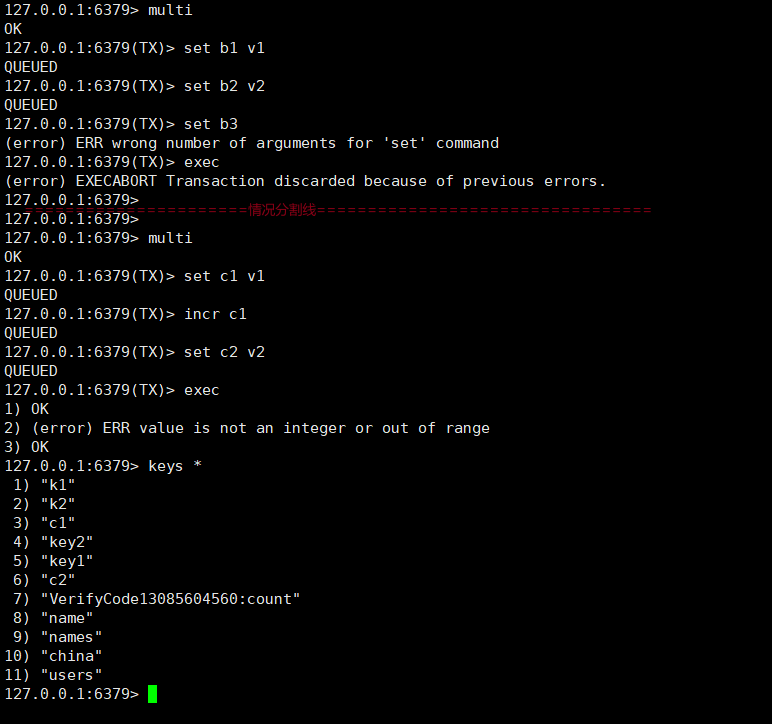 127.0.0.1:6379> multi
OK
127.0.0.1:6379(TX)> set b1 v1
QUEUED
127.0.0.1:6379(TX)> set b2 v2
QUEUED
127.0.0.1:6379(TX)> set b3
(error) ERR wrong number of arguments for 'set' command
127.0.0.1:6379(TX)> exec
(error) EXECABORT Transaction discarded because of previous errors.
127.0.0.1:6379>
==========================情况分割线=================================
127.0.0.1:6379>
127.0.0.1:6379> multi
OK
127.0.0.1:6379(TX)> set c1 v1
QUEUED
127.0.0.1:6379(TX)> incr c1
QUEUED
127.0.0.1:6379(TX)> set c2 v2
QUEUED
127.0.0.1:6379(TX)> exec
1) OK
2) (error) ERR value is not an integer or out of range
3) OK
127.0.0.1:6379> keys *
 1) "k1"
 2) "k2"
 3) "c1"
 4) "key2"
 5) "key1"
 6) "c2"
 7) "VerifyCode13085604560:count"
 8) "name"
 9) "names"
10) "china"
11) "users"
127.0.0.1:6379>